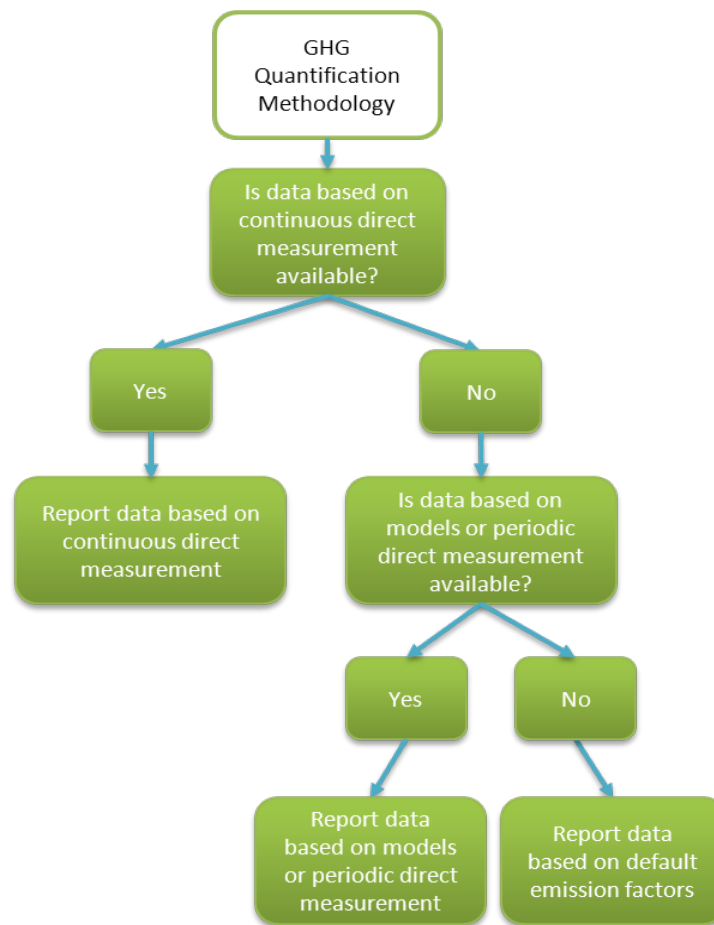 GHG
Quantification
Methodology
Is data based on
continuous direct
measurement
available?
Yes
No
Report data based on
continuous direct
measurement
Is data based on
models or periodic
direct measurement
available?
Yes
No
Report data
based on models
or periodic direct
measurement
Report data
based on default
emission factors